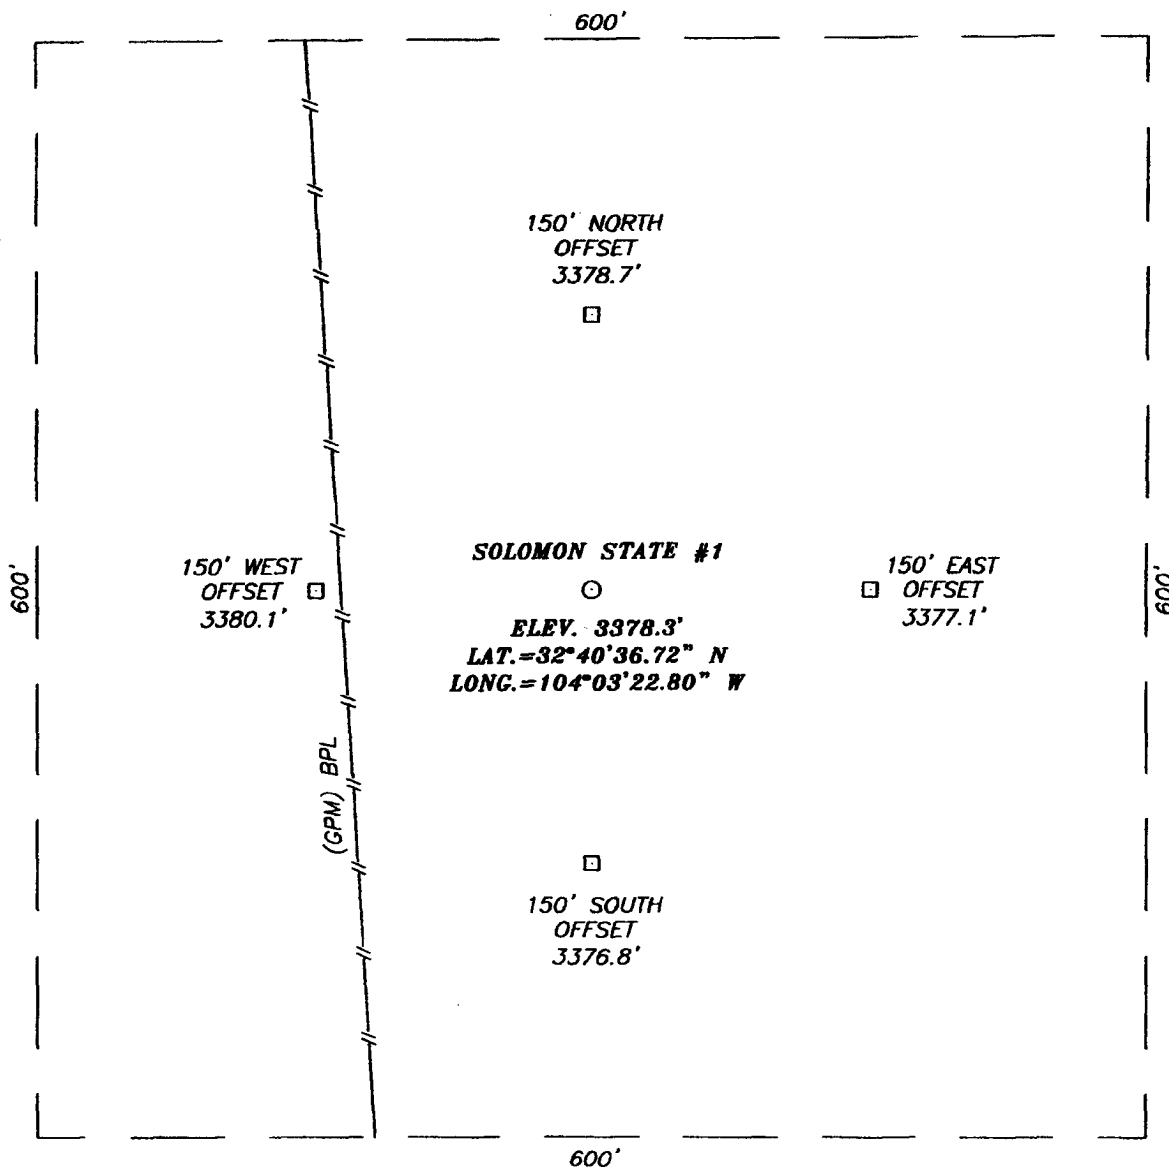 600'
150' NORTH
OFFSET
3378.7'
600'
150' WEST
OFFSET
3380.1'
SOLOMON STATE #1
ELEV. 3378.3'
LAT.=32°40'36.72" N
LONG.=104°03'22.80" W
150' EAST
OFFSET
3377.1'
600'
(GPM) BPL
150' SOUTH
OFFSET
3376.8'
600'